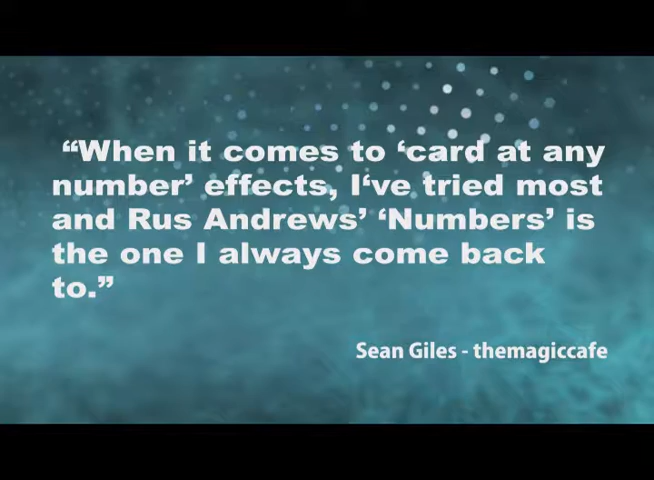 “When it comes to ‘card at any
number’ effects, I‘ve tried most
and Rus Andrews’ ‘Numbers’ is
the one I always come back
to.”
Sean Giles - themagiccafe